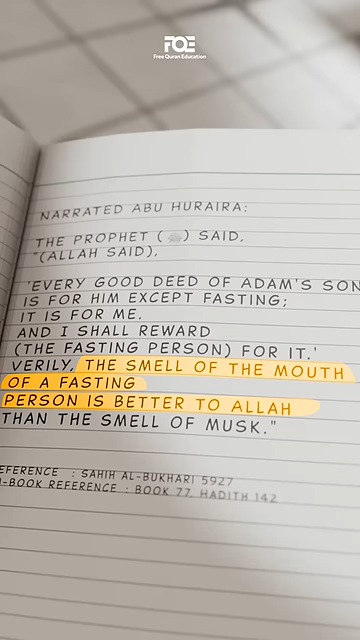 FQE
Free Quran Education
NARRATED ABU HURAIRA:
THE PROPHET (ﷺ) SAID,
"(ALLAH SAID),
'EVERY GOOD DEED OF ADAM'S SON
IS FOR HIM EXCEPT FASTING;
IT IS FOR ME.
AND I SHALL REWARD
(THE FASTING PERSON) FOR IT.'
VERILY, THE SMELL OF THE MOUTH
OF A FASTING
PERSON IS BETTER TO ALLAH
THAN THE SMELL OF MUSK."
EFERENCE : SAHIH AL-BUKHARI 5927
N-BOOK REFERENCE : BOOK 77, HADITH 142